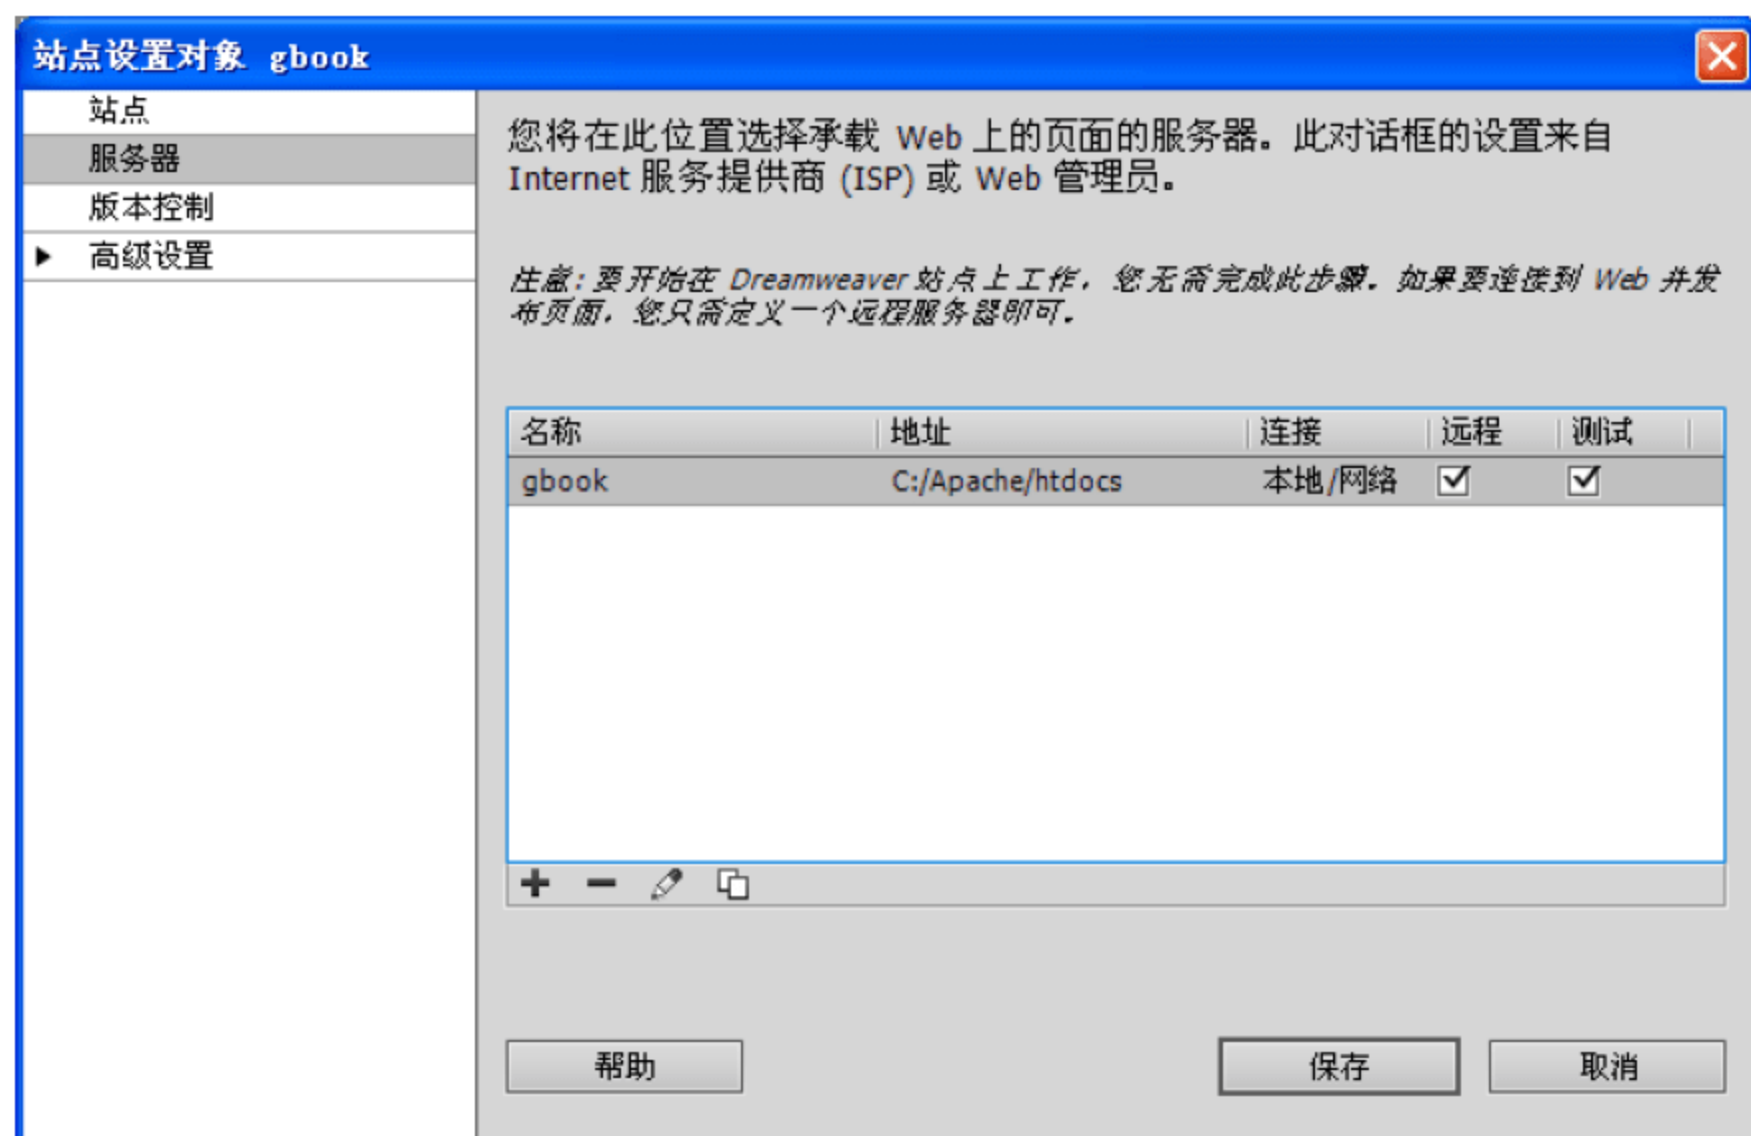 站点设置对象 gbook
站点
服务器
版本控制
高级设置
您将在此位置选择承载 Web 上的页面的服务器。此对话框的设置来自
Internet 服务提供商 (ISP) 或 Web 管理员。
注意:要开始在 Dreamweaver 站点上工作，您无需完成此步骤。如果要连接到 Web 并发
布页面，您只需定义一个远程服务器即可。
名称 地址 连接 远程 测试
gbook C:/Apache/htdocs 本地/网络
帮助 保存 取消